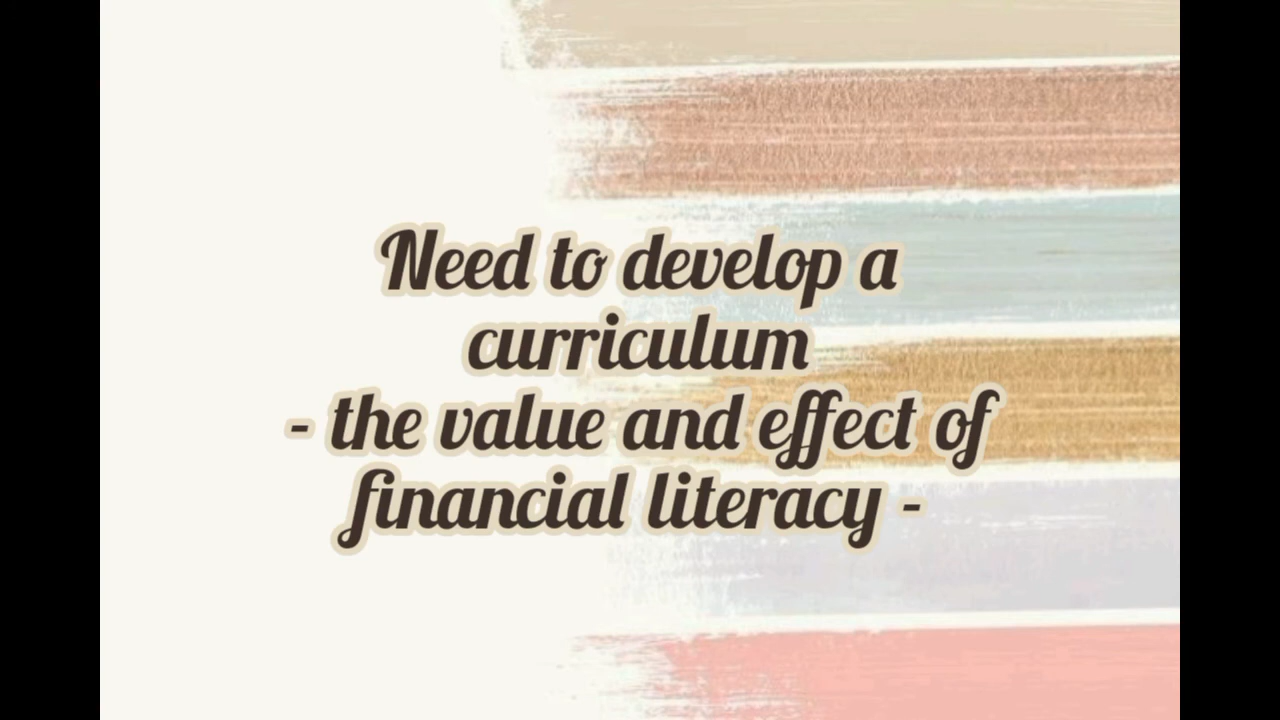 Need to develop a
curriculum
- the value and effect of
financial literacy -